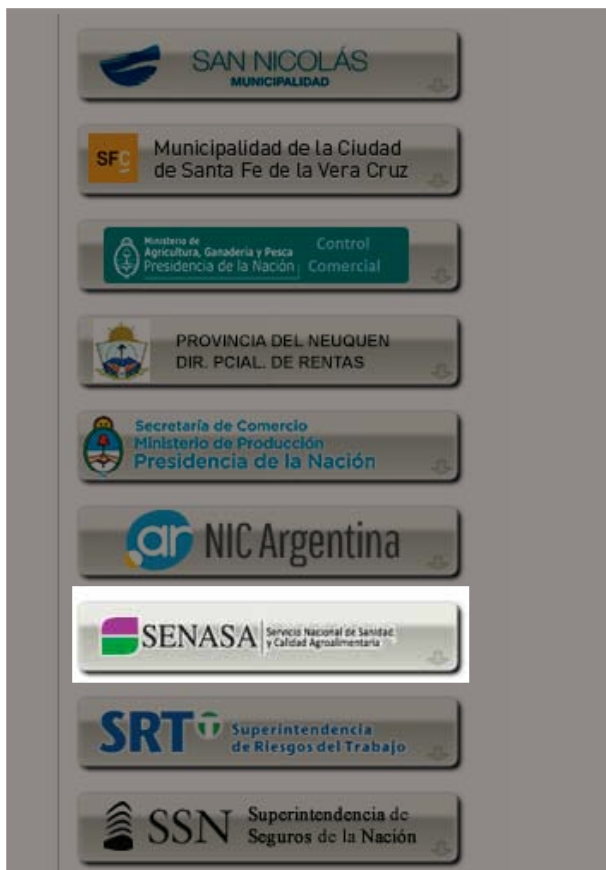 SAN NICOLÁS
MUNICIPALIDAD
SFC
Municipalidad de la Ciudad
de Santa Fe de la Vera Cruz
Ministerio de
Agricultura, Ganadería y Pesca
Presidencia de la Nación
Control
Comercial
PROVINCIA DEL NEUQUEN
DIR. PCIAL. DE RENTAS
Secretaría de Comercio
Ministerio de Producción
Presidencia de la Nación
.ar NIC Argentina
SENASA
Servicio Nacional de Sanidad
y Calidad Agroalimentaria
SRT
Superintendencia
de Riesgos del Trabajo
SSN
Superintendencia de
Seguros de la Nación